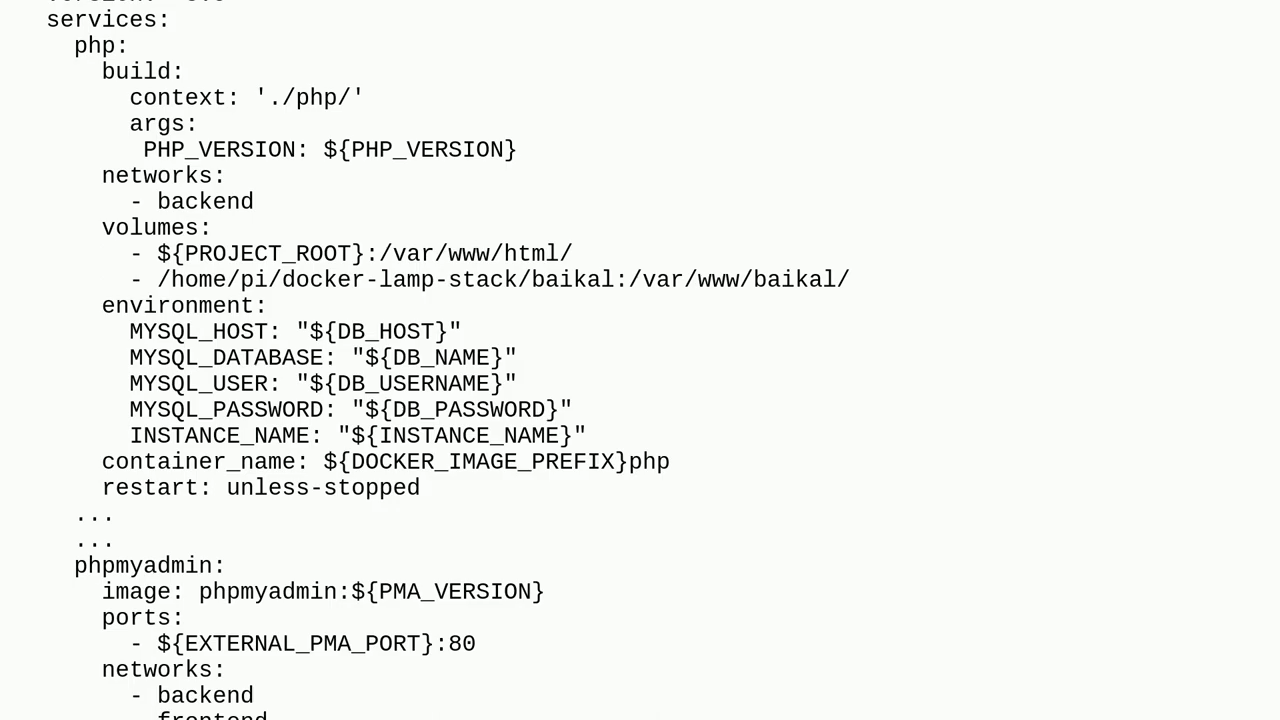 services:
  php:
    build:
      context: './php/'
      args:
       PHP_VERSION: ${PHP_VERSION}
    networks:
      - backend
    volumes:
      - ${PROJECT_ROOT}:/var/www/html/
      - /home/pi/docker-lamp-stack/baikal:/var/www/baikal/
    environment:
      MYSQL_HOST: "${DB_HOST}"
      MYSQL_DATABASE: "${DB_NAME}"
      MYSQL_USER: "${DB_USERNAME}"
      MYSQL_PASSWORD: "${DB_PASSWORD}"
      INSTANCE_NAME: "${INSTANCE_NAME}"
    container_name: ${DOCKER_IMAGE_PREFIX}php
    restart: unless-stopped
  ...
  ...
  phpmyadmin:
    image: phpmyadmin:${PMA_VERSION}
    ports:
      - ${EXTERNAL_PMA_PORT}:80
    networks:
      - backend
      - frontend